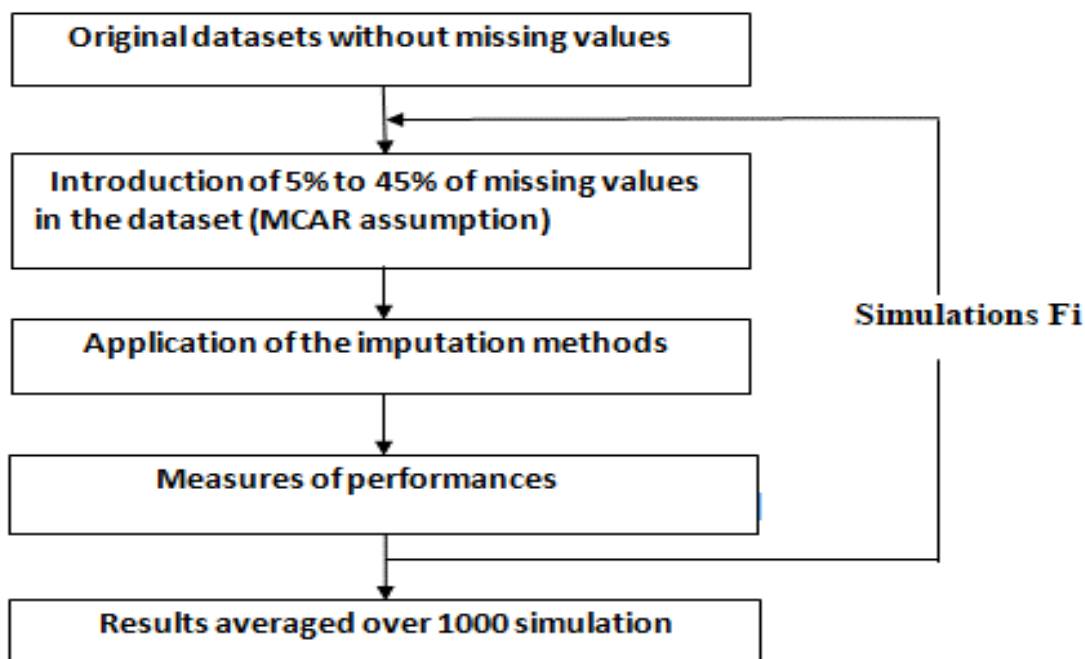 Original datasets without missing values
Introduction of 5% to 45% of missing values
in the dataset (MCAR assumption)
Application of the imputation methods
Simulations Fi
Measures of performances
Results averaged over 1000 simulation